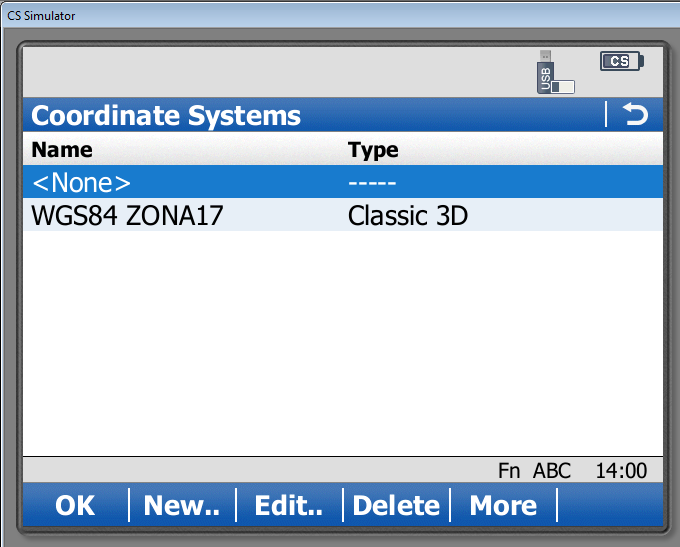 CS Simulator
USB
CS
Coordinate Systems
Name Type
<None> -----
WGS84 ZONA17 Classic 3D
Fn ABC 14:00
OK New.. Edit.. Delete More